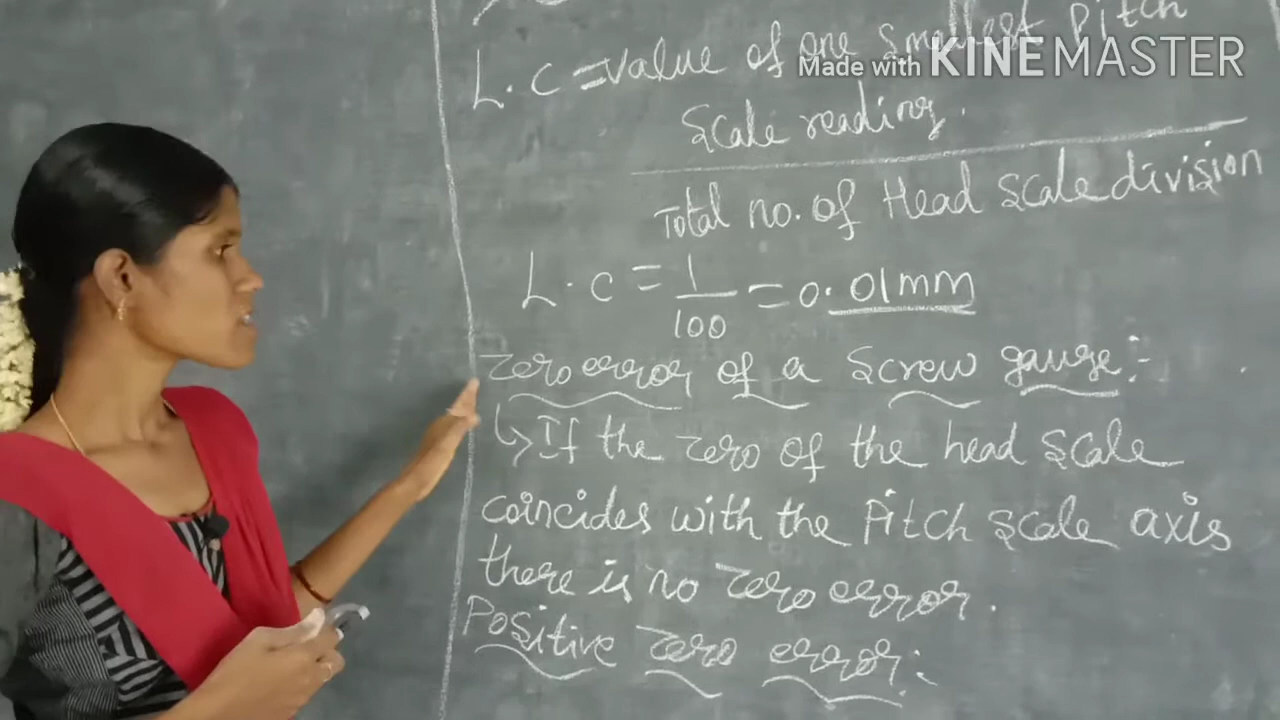 L.C = value of one smallest Pitch
Made with KINEMASTER
Scale reading.
Total no. of Head Scale division
L.C = 1/100 = 0.01mm
Zero error of a Screw gauge:-
↳ If the zero of the head Scale
coincides with the Pitch Scale axis
there is no zero error.
Positive Zero error:-